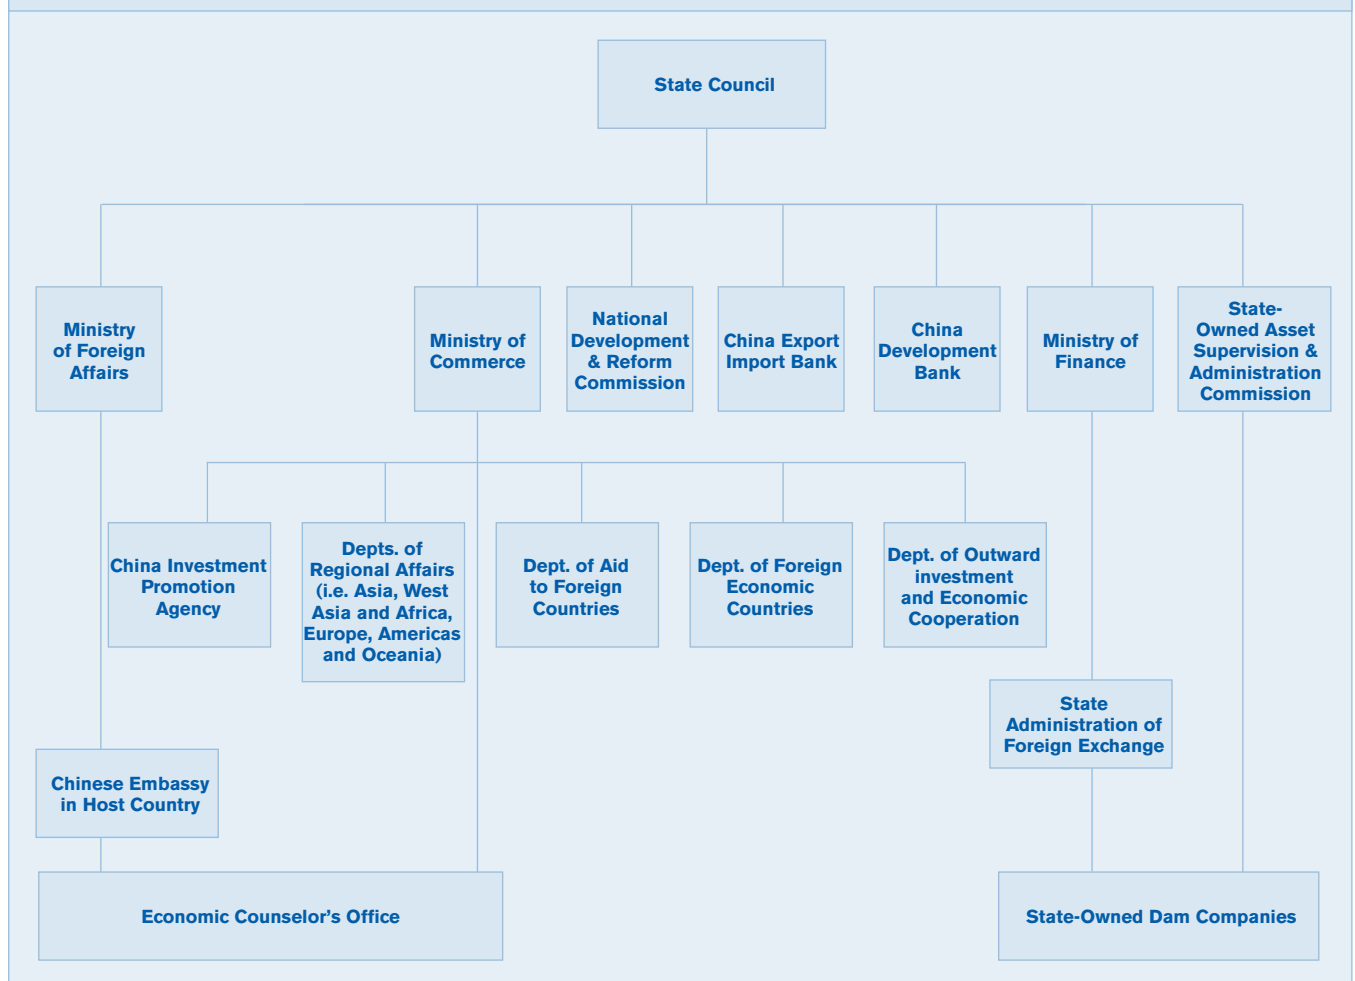 State Council
Ministry
of Foreign
Affairs
Ministry of
Commerce
National
Development
& Reform
Commission
China Export
Import Bank
China
Development
Bank
Ministry of
Finance
State-
Owned Asset
Supervision &
Administration
Commission
China Investment
Promotion
Agency
Depts. of
Regional Affairs
(i.e. Asia, West
Asia and Africa,
Europe, Americas
and Oceania)
Dept. of Aid
to Foreign
Countries
Dept. of Foreign
Economic
Countries
Dept. of Outward
investment
and Economic
Cooperation
State
Administration of
Foreign Exchange
Chinese Embassy
in Host Country
Economic Counselor’s Office
State-Owned Dam Companies